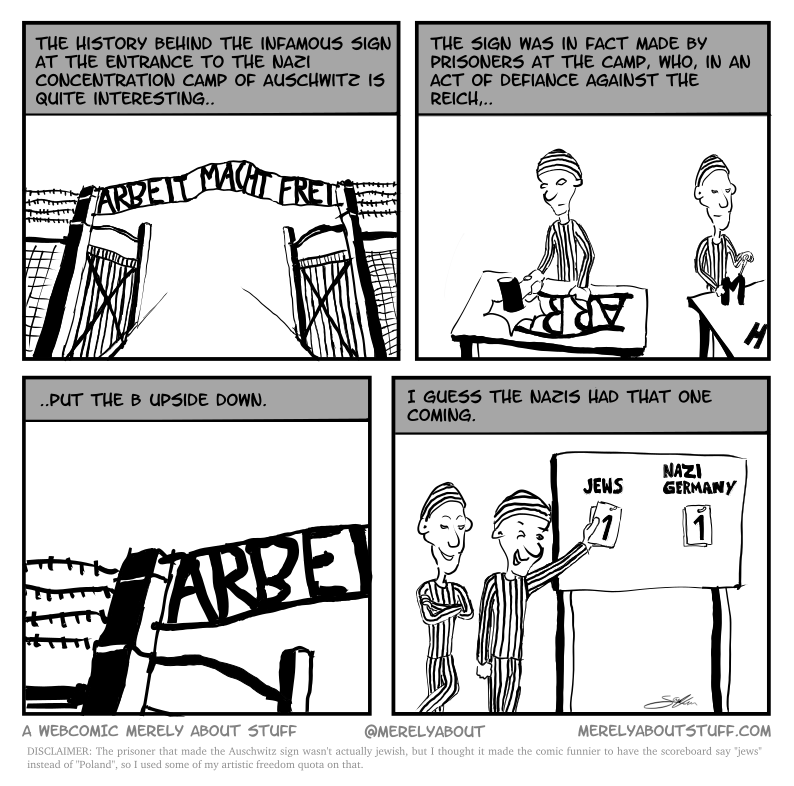 THE HISTORY BEHIND THE INFAMOUS SIGN
AT THE ENTRANCE TO THE NAZI
CONCENTRATION CAMP OF AUSCHWITZ IS
QUITE INTERESTING..
ARBEIT MACHT FREI
THE SIGN WAS IN FACT MADE BY
PRISONERS AT THE CAMP, WHO, IN AN
ACT OF DEFIANCE AGAINST THE
REICH,..
ARB
M
H
..PUT THE B UPSIDE DOWN.
ARBEI
I GUESS THE NAZIS HAD THAT ONE
COMING.
JEWS
NAZI
GERMANY
1
1
A WEBCOMIC MERELY ABOUT STUFF
@MERELYABOUT
MERELYABOUTSTUFF.COM
DISCLAIMER: The prisoner that made the Auschwitz sign wasn't actually jewish, but I thought it made the comic funnier to have the scoreboard say "jews"
instead of "Poland", so I used some of my artistic freedom quota on that.